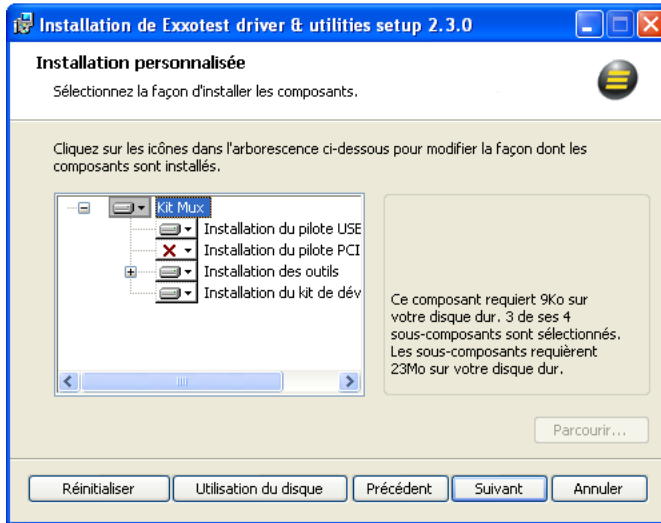 Installation de Exxotest driver & utilities setup 2.3.0
Installation personnalisée
Sélectionnez la façon d'installer les composants.
Cliquez sur les icônes dans l'arborescence ci-dessous pour modifier la façon dont les
composants sont installés.
Kit Mux
Installation du pilote USE
Installation du pilote PCI
Installation des outils
Installation du kit de dév
Ce composant requiert 9Ko sur
votre disque dur. 3 de ses 4
sous-composants sont sélectionnés.
Les sous-composants requièrent
23Mo sur votre disque dur.
Parcourir...
Réinitialiser
Utilisation du disque
Précédent
Suivant
Annuler